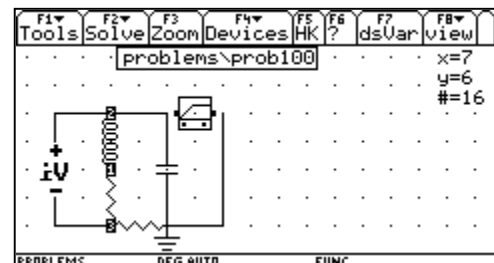 F1▼ F2▼ F3 F4▼ F5 F6 F7 F8▼
Tools Solve Zoom Devices HK ? dsVar view
problems\prob100
x=7
y=6
#=16
+
iV
-
PROBLEMS DEG AUTO FUNC